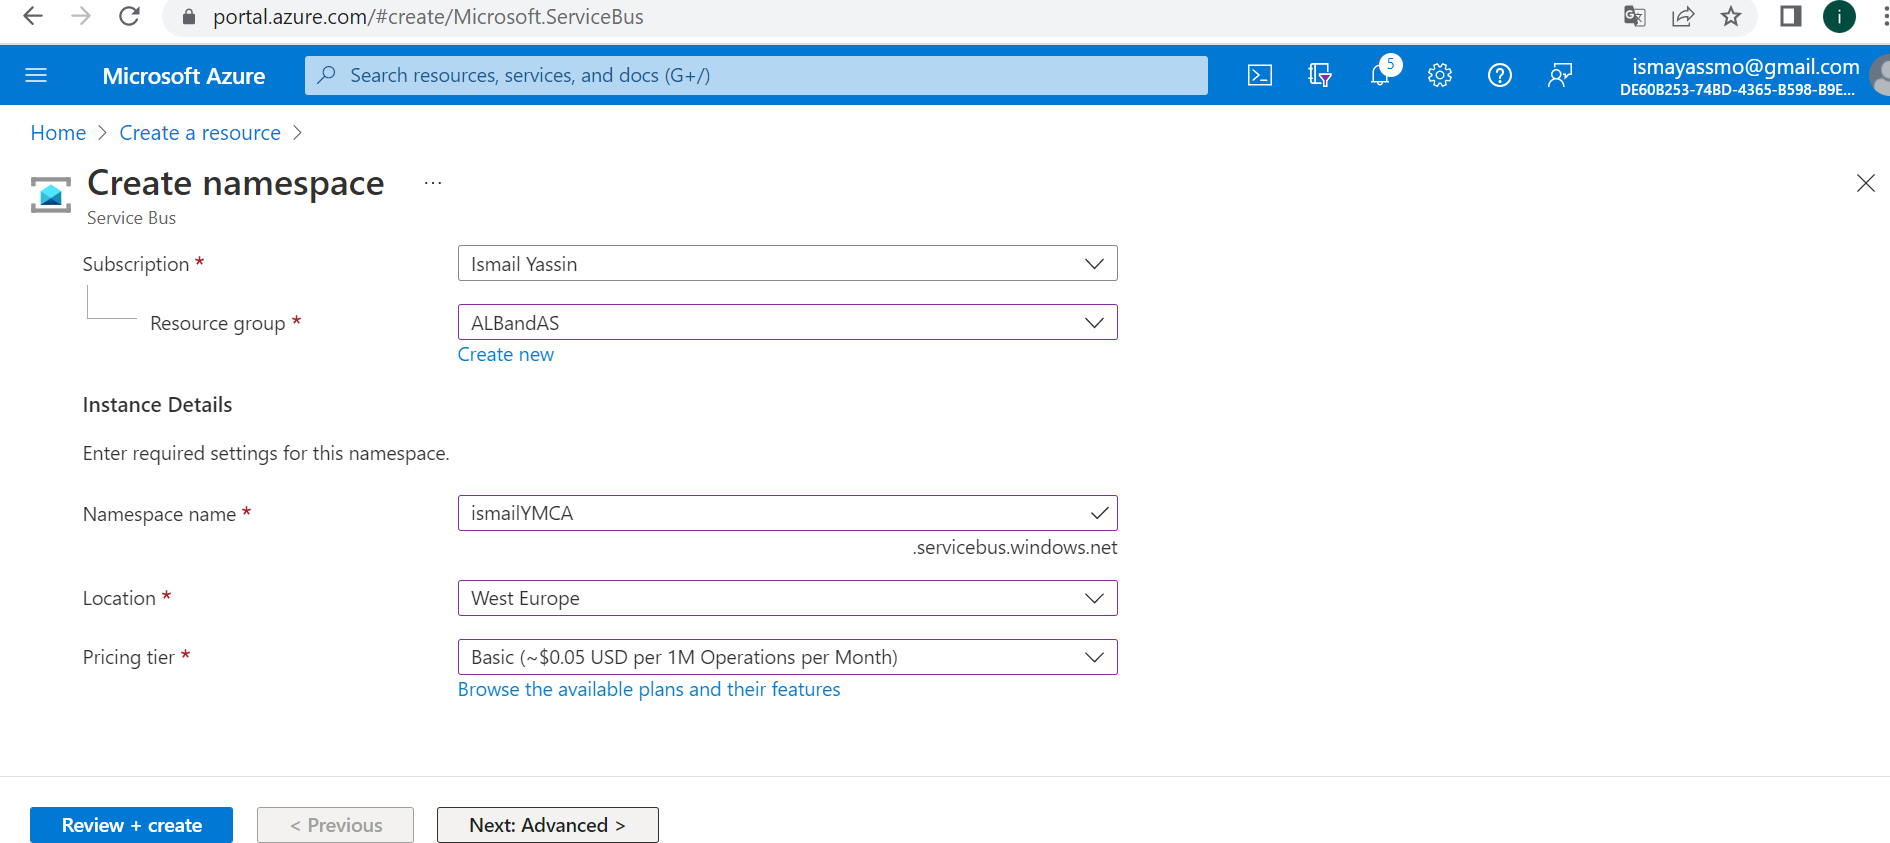 portal.azure.com/#create/Microsoft.ServiceBus
i
Microsoft Azure
Search resources, services, and docs (G+/)
5
ismayassmo@gmail.com
DE60B253-74BD-4365-B598-B9E...
Home > Create a resource >
Create namespace ...
Service Bus
Subscription *
Ismail Yassin
Resource group *
ALBandAS
Create new
Instance Details
Enter required settings for this namespace.
Namespace name *
ismailYMCA
.servicebus.windows.net
Location *
West Europe
Pricing tier *
Basic (~$0.05 USD per 1M Operations per Month)
Browse the available plans and their features
Review + create
< Previous
Next: Advanced >